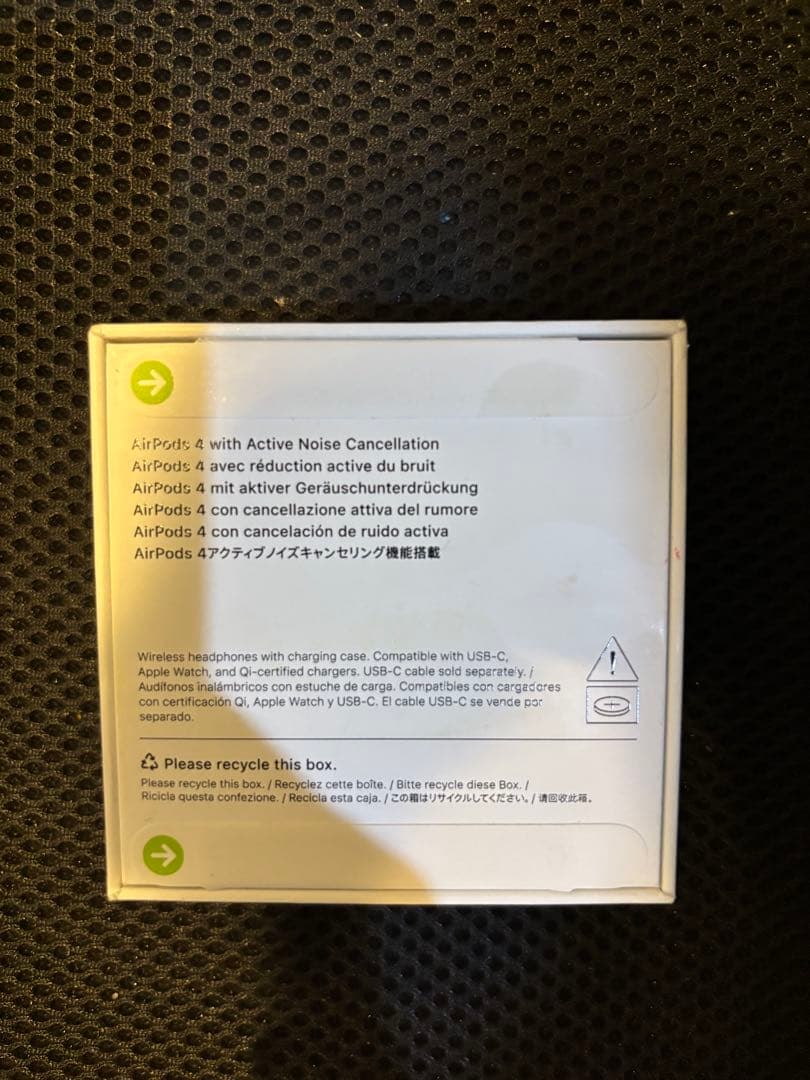 AirPods 4 with Active Noise Cancellation
AirPods 4 avec réduction active du bruit
AirPods 4 mit aktiver Geräuschunterdrückung
AirPods 4 con cancellazione attiva del rumore
AirPods 4 con cancelación de ruido activa
AirPods 4アクティブノイズキャンセリング機能搭載
Wireless headphones with charging case. Compatible with USB-C,
Apple Watch, and Qi-certified chargers. USB-C cable sold separately. /
Audífonos inalámbricos con estuche de carga. Compatibles con cargadores
con certificación Qi, Apple Watch y USB-C. El cable USB-C se vende por
separado.
Please recycle this box.
Please recycle this box. / Recyclez cette boîte. / Bitte recycle diese Box. /
Ricicla questa confezione. / Recicla esta caja. / この箱はリサイクルしてください。/ 请回收此箱。